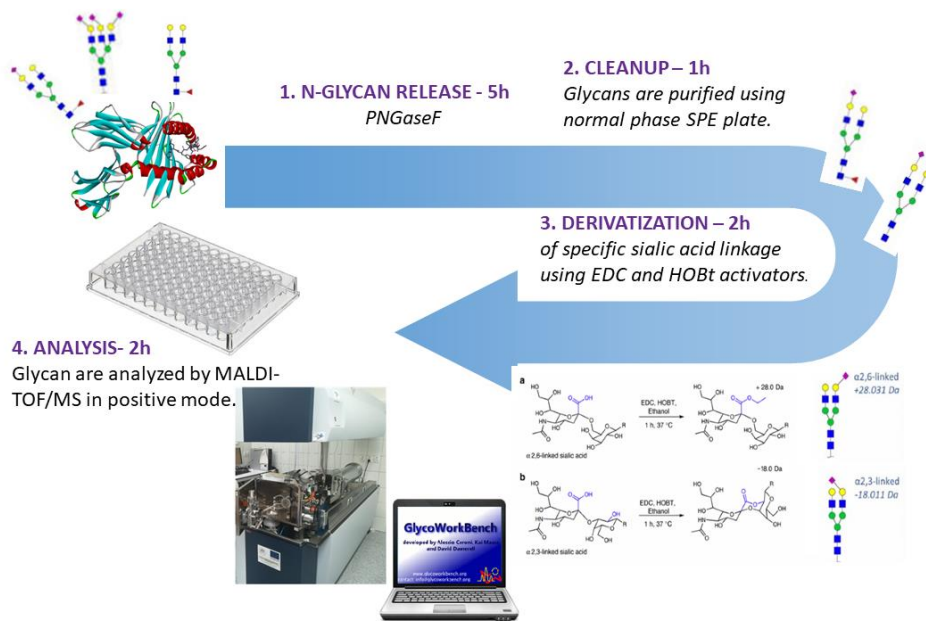 1. N-GLYCAN RELEASE - 5h
PNGaseF
2. CLEANUP – 1h
Glycans are purified using
normal phase SPE plate.
3. DERIVATIZATION – 2h
of specific sialic acid linkage
using EDC and HOBt activators.
4. ANALYSIS- 2h
Glycan are analyzed by MALDI-
TOF/MS in positive mode.
a
EDC, HOBT,
Ethanol
1 h, 37 °C
+ 28.0 Da
α 2,6-linked sialic acid
α2,6-linked
+28.031 Da
b
EDC, HOBT,
Ethanol
1 h, 37 °C
−18.0 Da
α 2,3-linked sialic acid
α2,3-linked
-18.011 Da
GlycoWorkBench